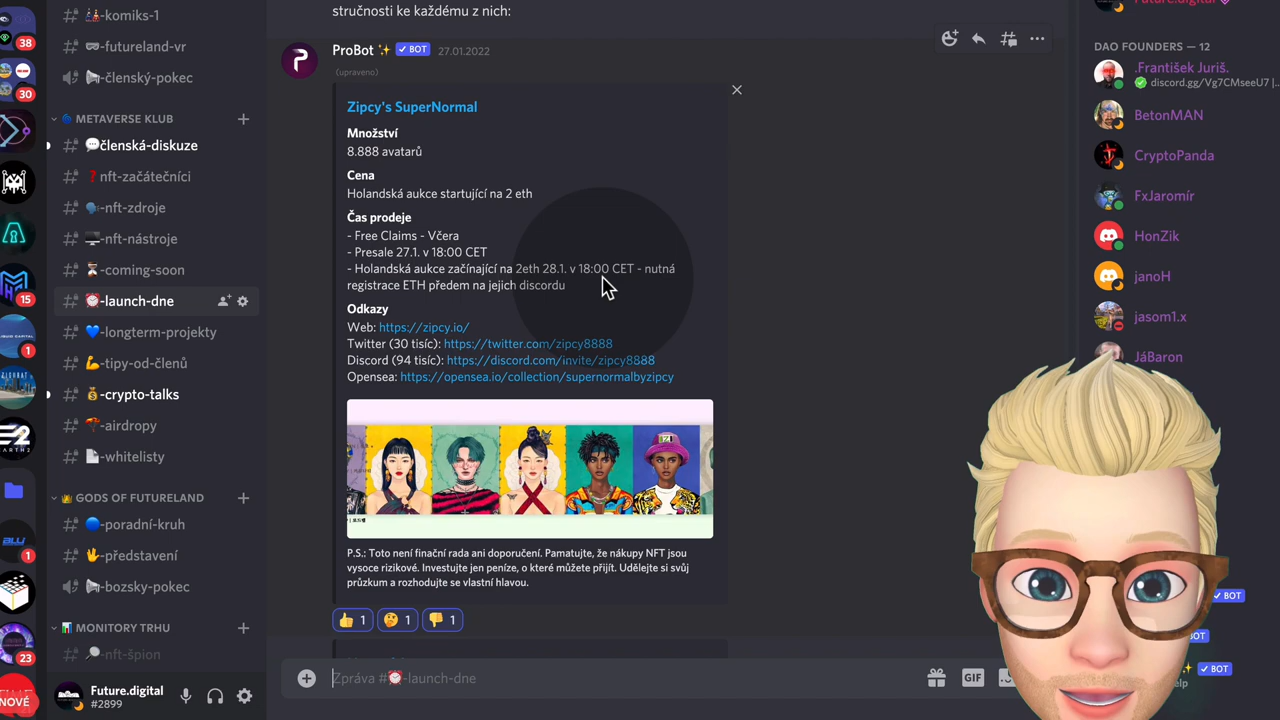 38
30
15
1
1
23
NOVÉ
-komiks-1
-futureland-vr
-členský-pokec
METAVERSE KLUB
členská-diskuze
nft-začátečníci
-nft-zdroje
-nft-nástroje
-coming-soon
-launch-dne
-longterm-projekty
-tipy-od-členů
-crypto-talks
-airdropy
-whitelisty
GODS OF FUTURELAND
-poradní-kruh
-představení
-bozsky-pokec
MONITORY TRHU
-nft-špion
Future.digital
#2899
stručnosti ke každému z nich:
ProBot ✨ ✓ BOT 27.01.2022
(upraveno)
Zipcy's SuperNormal
Množství
8.888 avatarů
Cena
Holandská aukce startující na 2 eth
Čas prodeje
- Free Claims - Včera
- Presale 27.1. v 18:00 CET
- Holandská aukce začínající na 2eth 28.1. v 18:00 CET - nutná
registrace ETH předem na jejich discordu
Odkazy
Web: https://zipcy.io/
Twitter (30 tisíc): https://twitter.com/zipcy8888
Discord (94 tisíc): https://discord.com/invite/zipcy8888
Opensea: https://opensea.io/collection/supernormalbyzipcy
P.S.: Toto není finační rada ani doporučení. Pamatujte, že nákupy NFT jsou
vysoce rizikové. Investujte jen peníze, o které můžete přijít. Udělejte si svůj
průzkum a rozhodujte se vlastní hlavou.
👍 1 🤔 1 👎 1
Zpráva #⏰-launch-dne
GIF
Future.digital
DAO FOUNDERS — 12
.František Juriš.
discord.gg/Vg7CMseeU7 |..
BetonMAN
CryptoPanda
FxJaromír
HonZik
janoH
jasom1.x
JáBaron
✓ BOT
BOT
✓ BOT
help